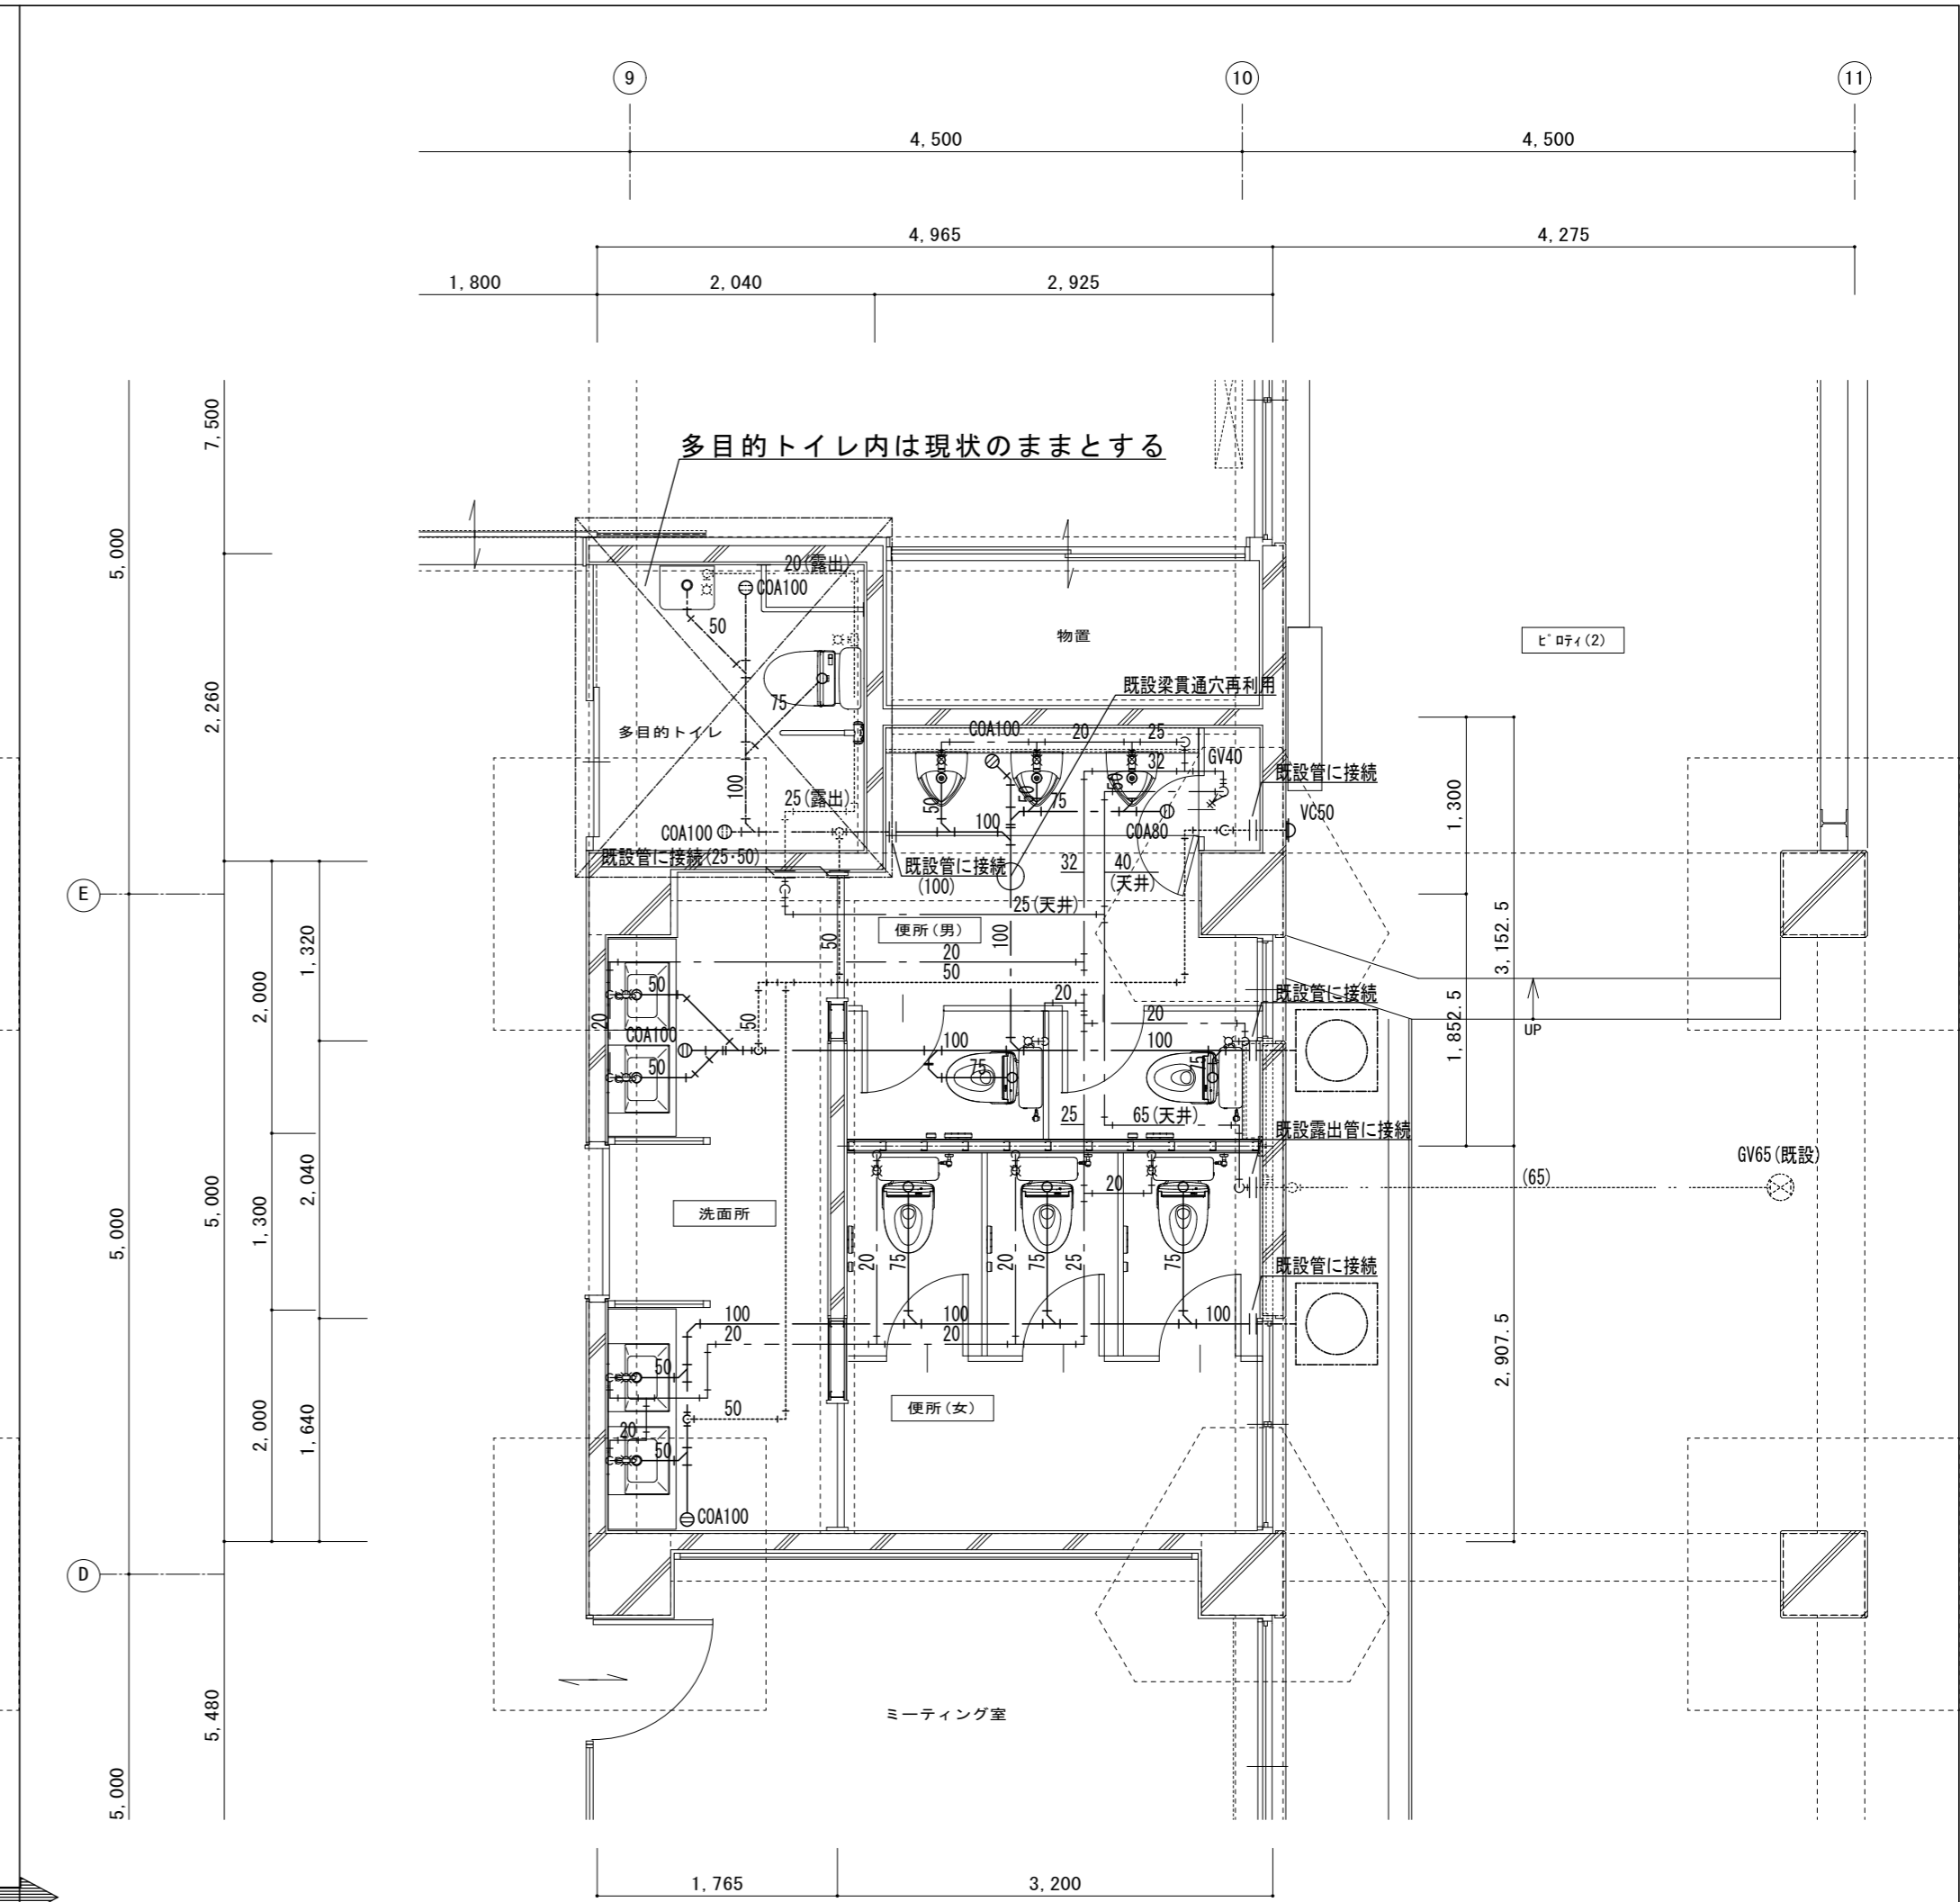 9
10
11
4,500
4,500
4,965
4,275
1,800
2,040
2,925
7,500
5,000
2,260
多目的トイレ内は現状のままとする
20(露出)
COA100
50
物置
ピロティ(2)
既設梁貫通穴再利用
75
多目的トイレ
COA100
20
25
32
GV40
既設管に接続
100
50
50
75
50
VC50
25(露出)
1,300
COA100
100
COA80
既設管に接続(25・50)
既設管に接続
(100)
32
40
(天井)
E
25(天井)
便所(男)
50
100
20
50
3,152.5
1,320
2,000
50
20
50
20
20
既設管に接続
1,852.5
UP
COA100
100
100
50
75
75
25
65(天井)
既設露出管に接続
GV65(既設)
(65)
2,040
5,000
1,300
5,000
洗面所
20
20
75
20
75
25
75
既設管に接続
100
100
100
20
20
2,907.5
50
50
便所(女)
2,000
1,640
20
50
COA100
D
5,480
5,000
ミーティング室
1,765
3,200